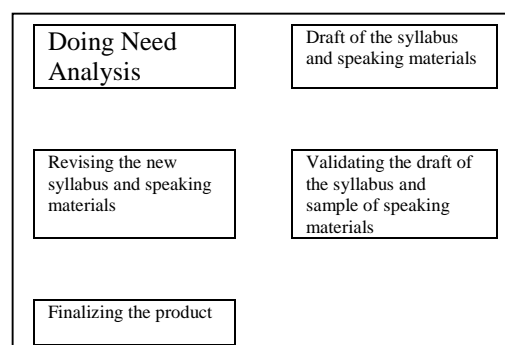 Doing Need
Analysis
Draft of the syllabus
and speaking materials
Revising the new
syllabus and speaking
materials
Validating the draft of
the syllabus and
sample of speaking
materials
Finalizing the product